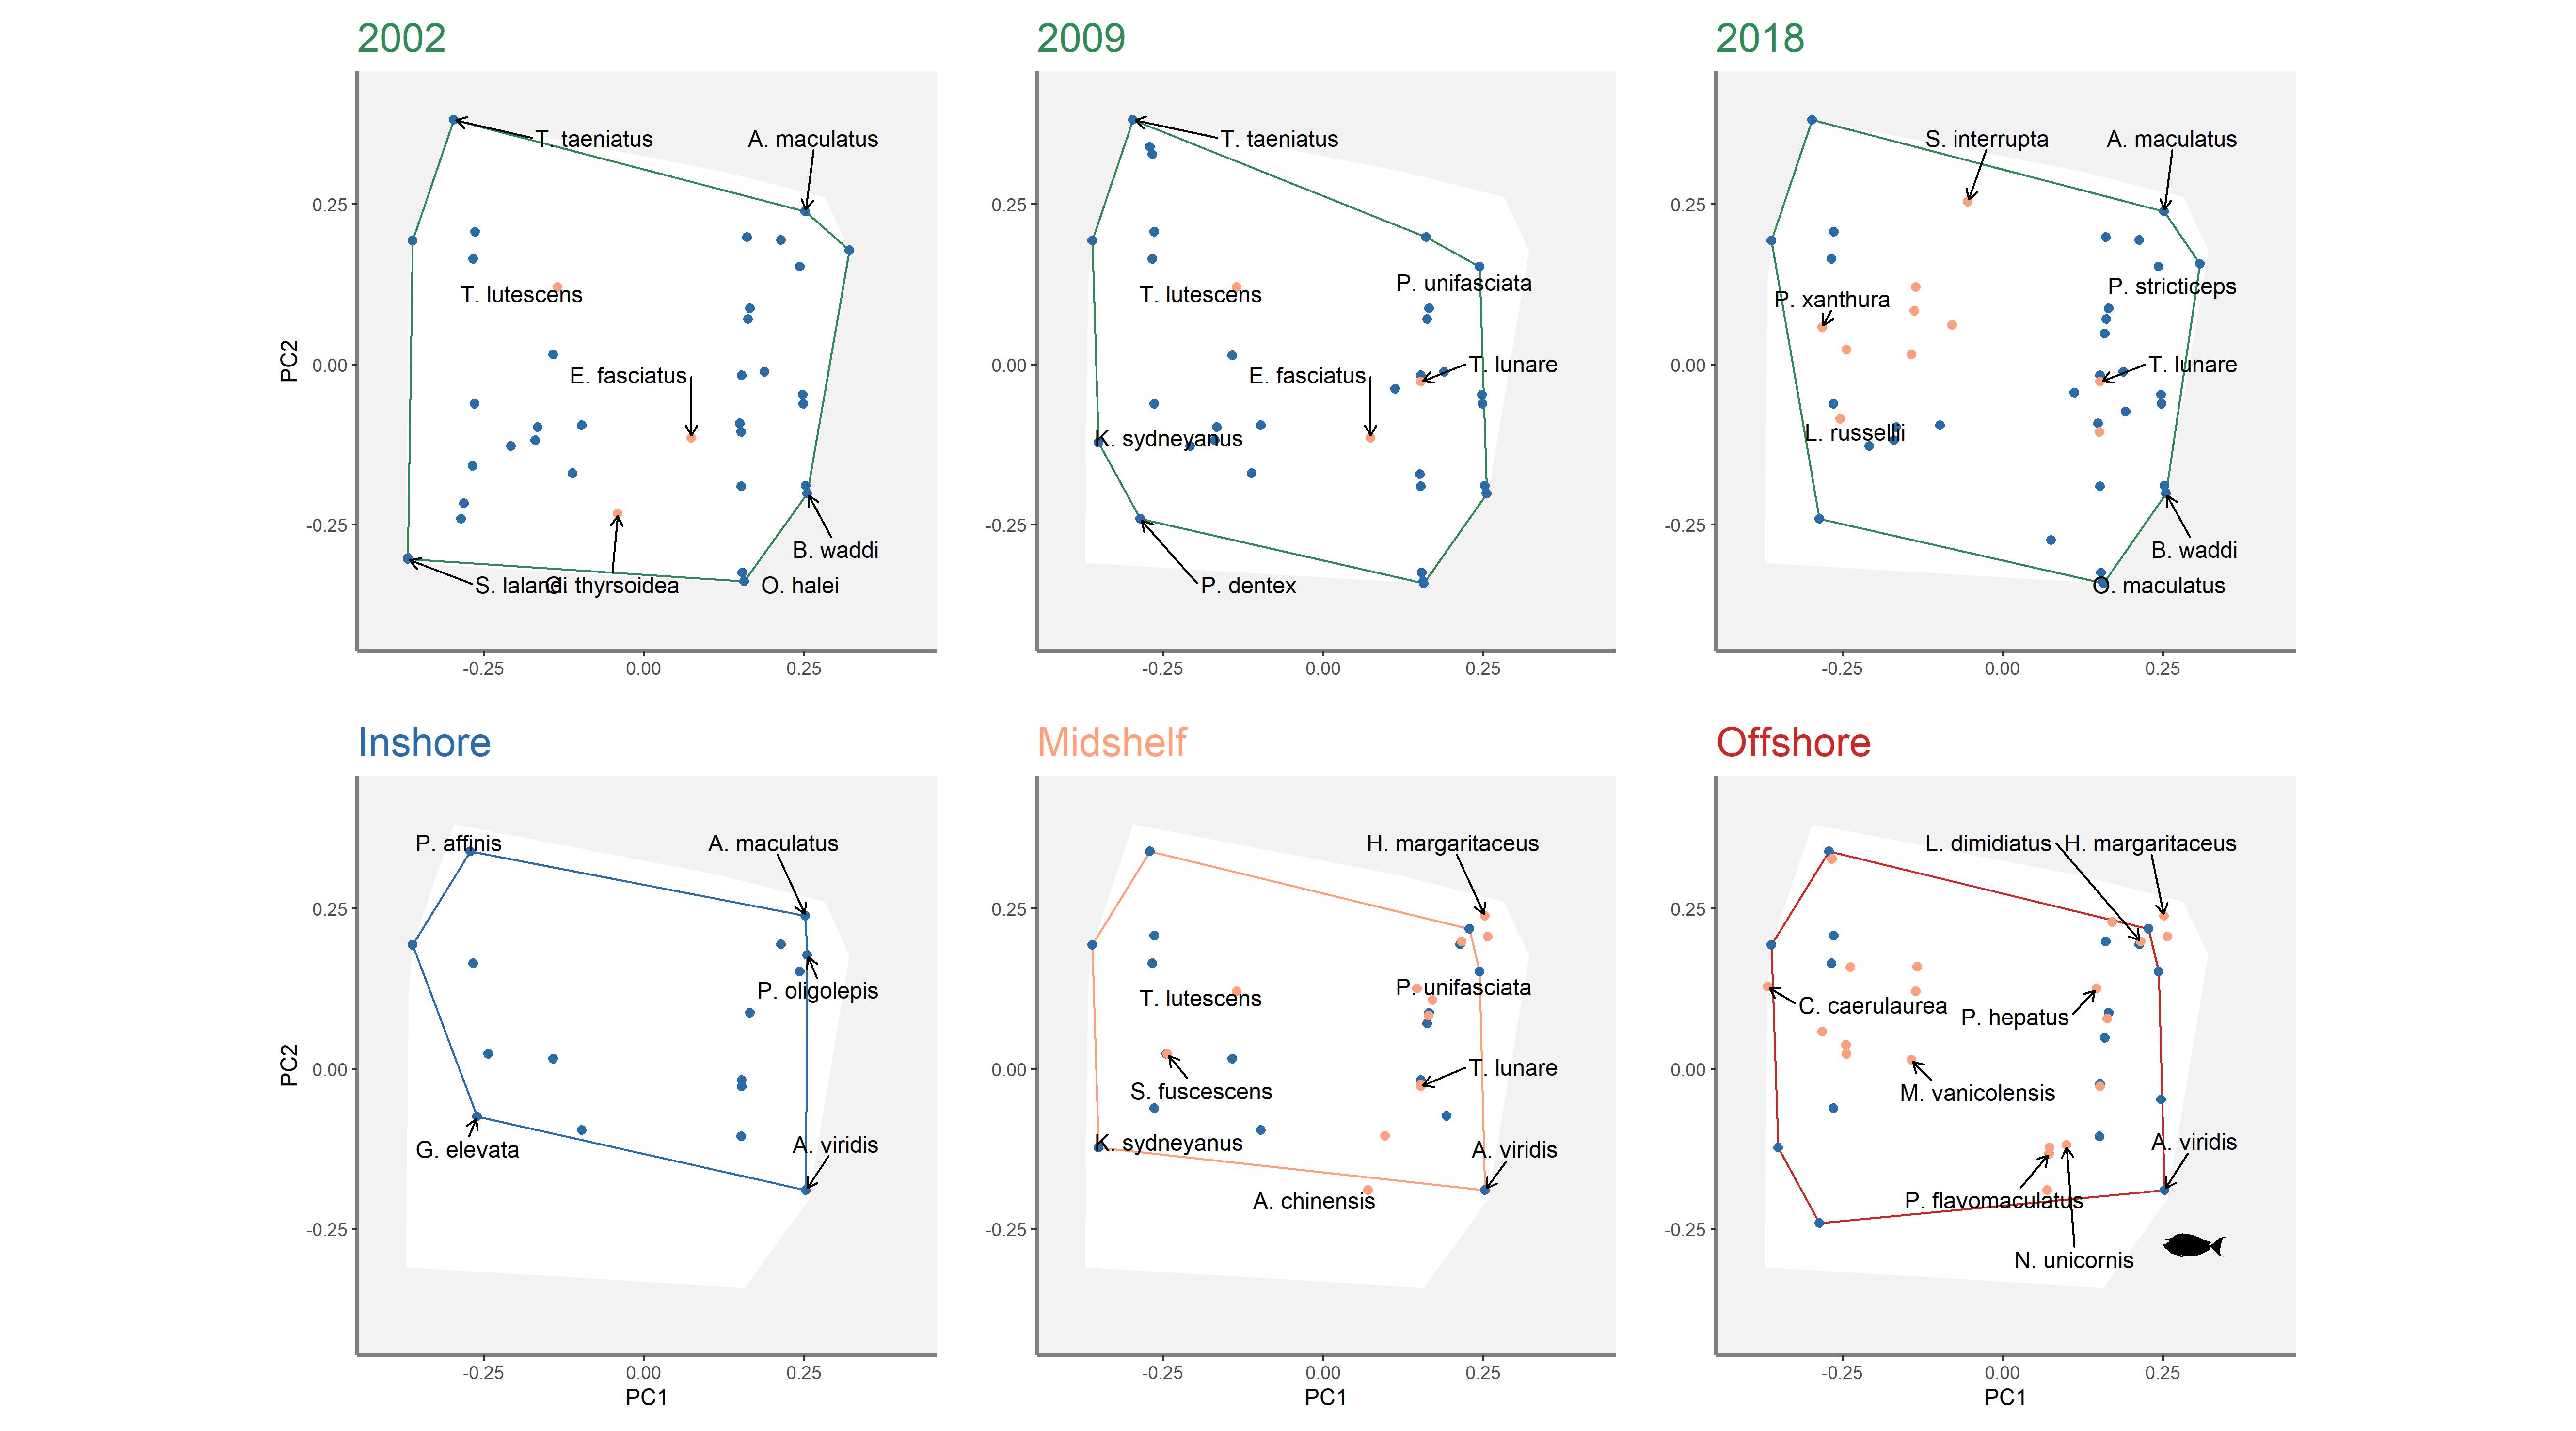 2002
2009
2018
T. taeniatus
A. maculatus
T. lutescens
E. fasciatus
B. waddi
S. lalandi
thyrsoidea
O. halei
PC2
0.25
0.00
-0.25
-0.25
0.00
0.25
T. taeniatus
P. unifasciata
T. lutescens
T. lunare
E. fasciatus
K. sydneyanus
P. dentex
0.25
0.00
-0.25
-0.25
0.00
0.25
S. interrupta
A. maculatus
P. stricticeps
P. xanthura
T. lunare
L. russellii
B. waddi
O. maculatus
0.25
0.00
-0.25
-0.25
0.00
0.25
Inshore
Midshelf
Offshore
P. affinis
A. maculatus
P. oligolepis
G. elevata
A. viridis
PC2
0.25
0.00
-0.25
-0.25
0.00
0.25
PC1
H. margaritaceus
P. unifasciata
T. lutescens
T. lunare
S. fuscescens
K. sydneyanus
A. viridis
A. chinensis
0.25
0.00
-0.25
-0.25
0.00
0.25
PC1
L. dimidiatus
H. margaritaceus
C. caerulaurea
P. hepatus
M. vanicolensis
A. viridis
P. flavomaculatus
N. unicornis
0.25
0.00
-0.25
-0.25
0.00
0.25
PC1